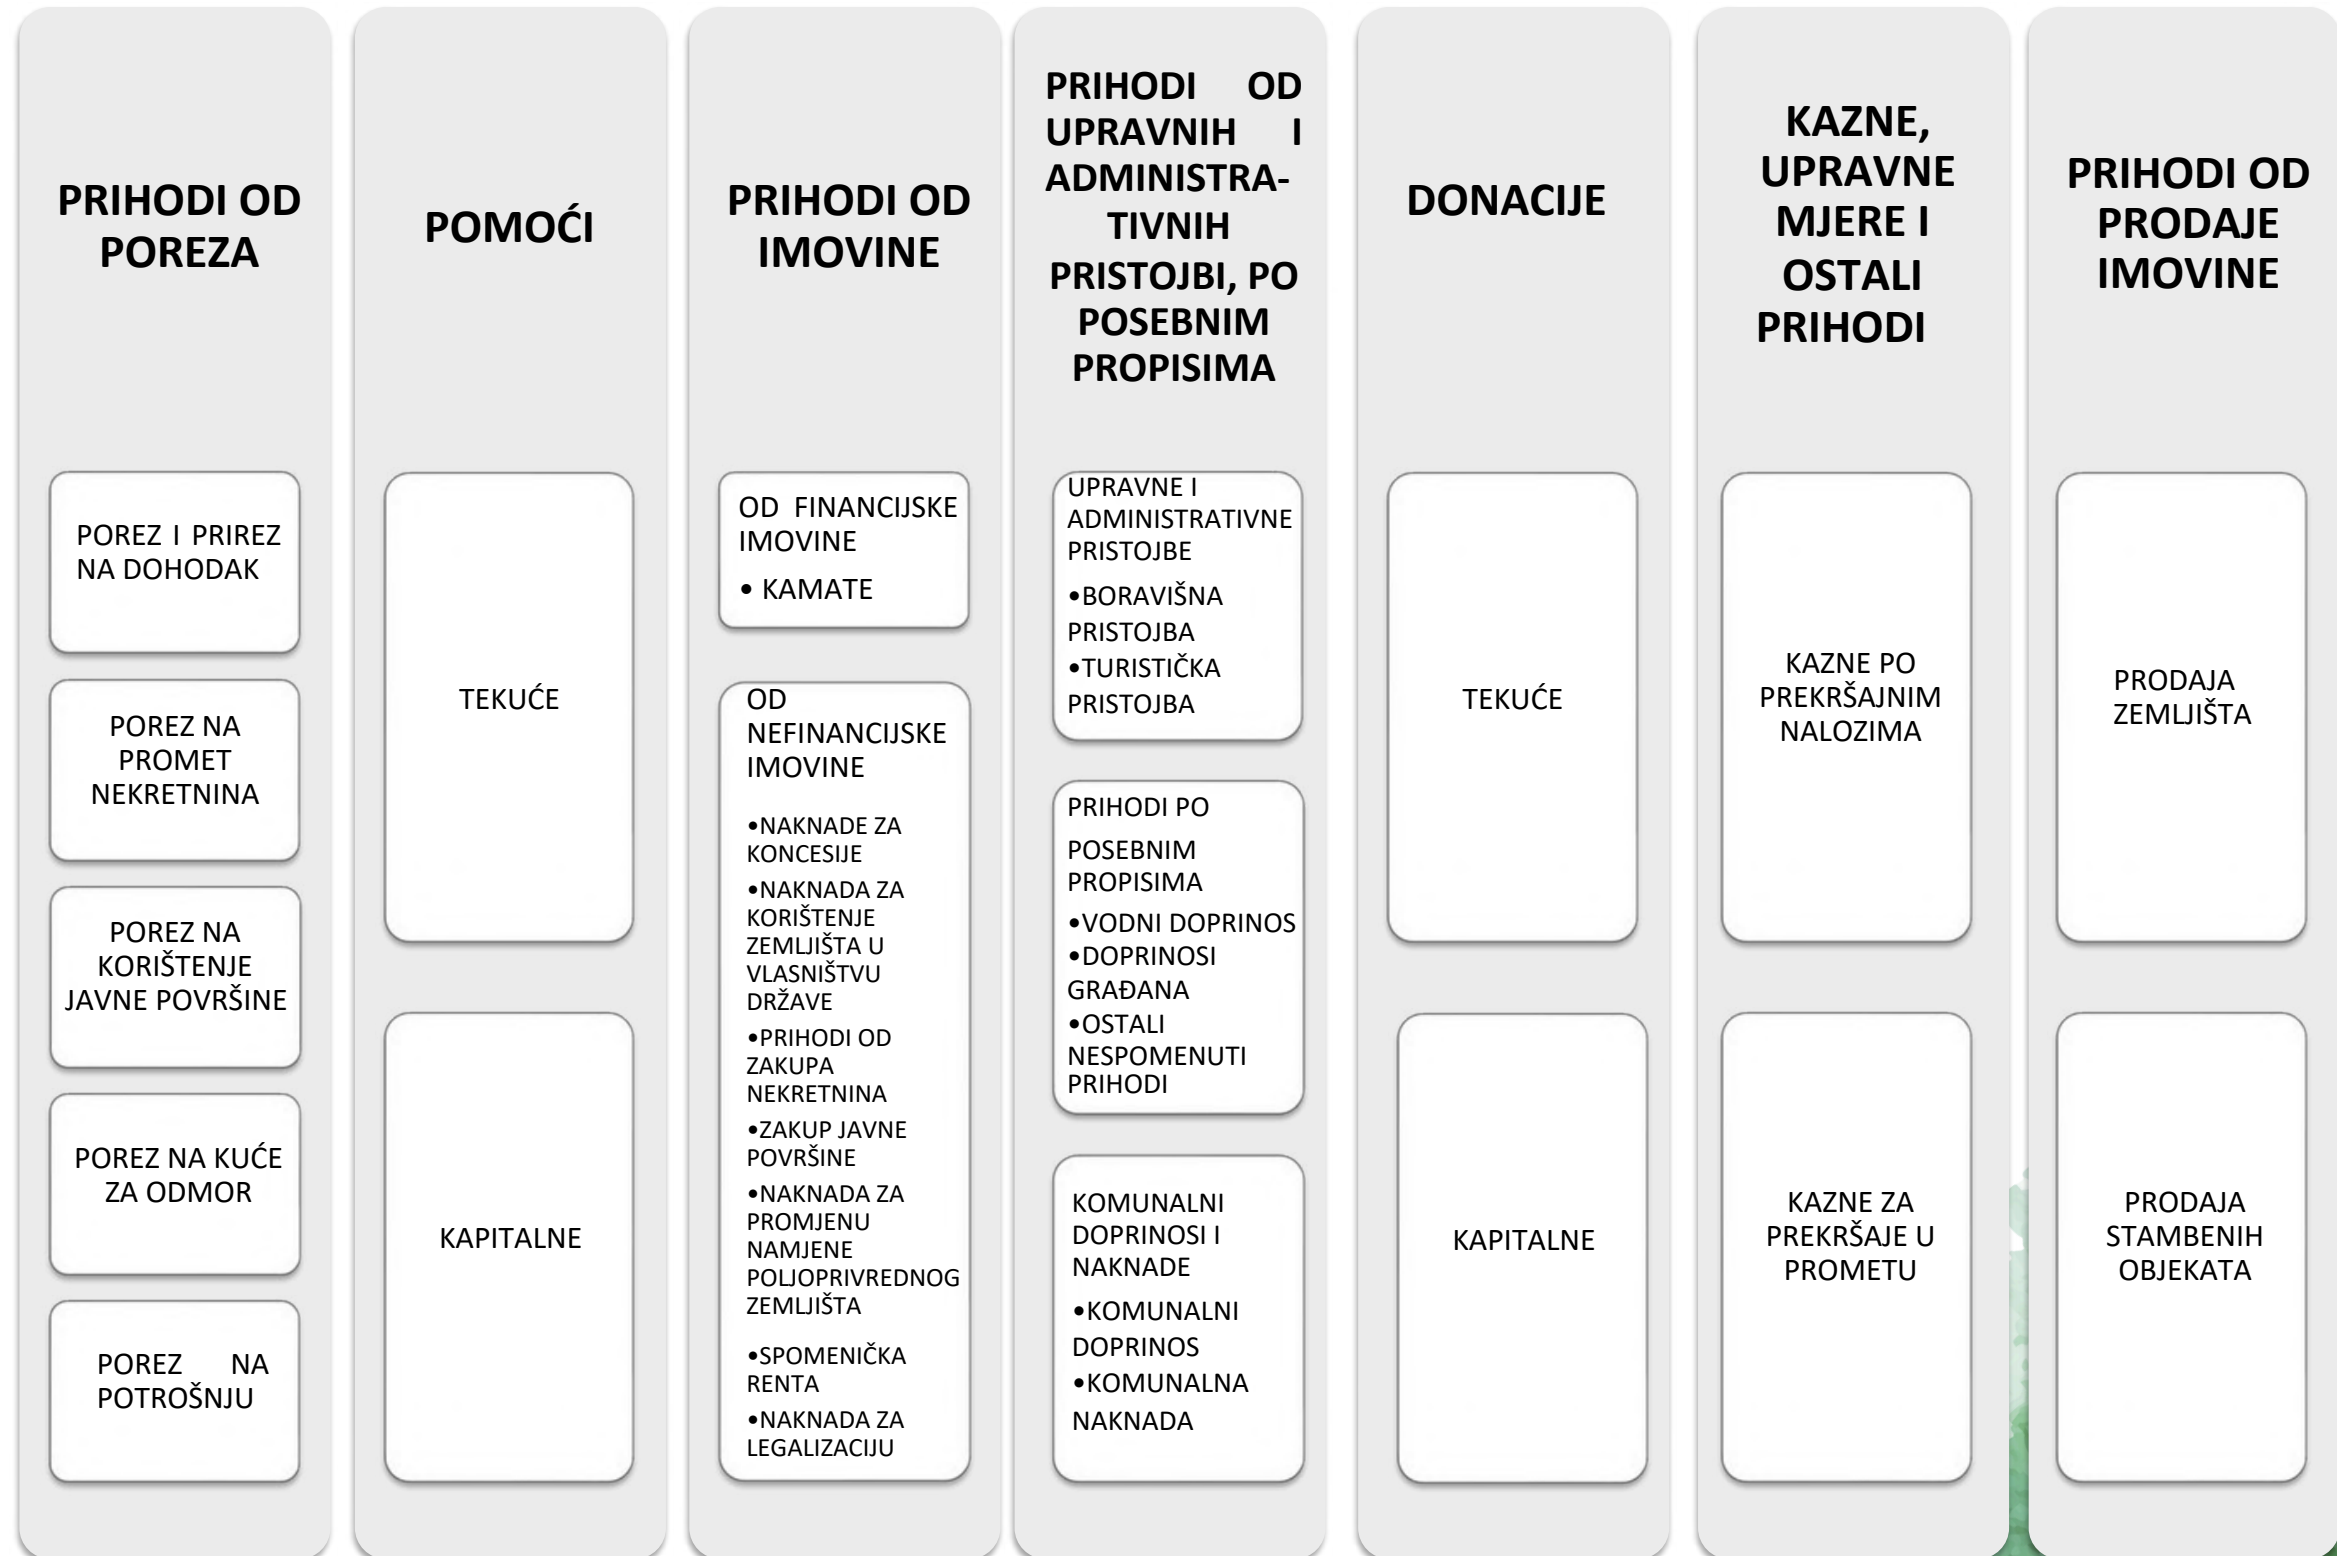 PRIHODI OD
POREZA
POREZ I PRIREZ
NA DOHODAK
POREZ NA
PROMET
NEKRETNINA
POREZ NA
KORIŠTENJE
JAVNE POVRŠINE
POREZ NA KUĆE
ZA ODMOR
POREZ NA
POTROŠNJU
POMOĆI
TEKUĆE
KAPITALNE
PRIHODI OD
IMOVINE
OD FINANCIJSKE
IMOVINE
• KAMATE
OD
NEFINANCIJSKE
IMOVINE
•NAKNADE ZA
KONCESIJE
•NAKNADA ZA
KORIŠTENJE
ZEMLJIŠTA U
VLASNIŠTVU
DRŽAVE
•PRIHODI OD
ZAKUPA
NEKRETNINA
•ZAKUP JAVNE
POVRŠINE
•NAKNADA ZA
PROMJENU
NAMJENE
POLJOPRIVREDNOG
ZEMLJIŠTA
•SPOMENIČKA
RENTA
•NAKNADA ZA
LEGALIZACIJU
PRIHODI OD
UPRAVNIH I
ADMINISTRA-
TIVNIH
PRISTOJBI, PO
POSEBNIM
PROPISIMA
UPRAVNE I
ADMINISTRATIVNE
PRISTOJBE
•BORAVIŠNA
PRISTOJBA
•TURISTIČKA
PRISTOJBA
PRIHODI PO
POSEBNIM
PROPISIMA
•VODNI DOPRINOS
•DOPRINOSI
GRAĐANA
•OSTALI
NESPOMENUTI
PRIHODI
KOMUNALNI
DOPRINOSI I
NAKNADE
•KOMUNALNI
DOPRINOS
•KOMUNALNA
NAKNADA
DONACIJE
TEKUĆE
KAPITALNE
KAZNE,
UPRAVNE
MJERE I
OSTALI
PRIHODI
KAZNE PO
PREKRŠAJNIM
NALOZIMA
KAZNE ZA
PREKRŠAJE U
PROMETU
PRIHODI OD
PRODAJE
IMOVINE
PRODAJA
ZEMLJIŠTA
PRODAJA
STAMBENIH
OBJEKATA